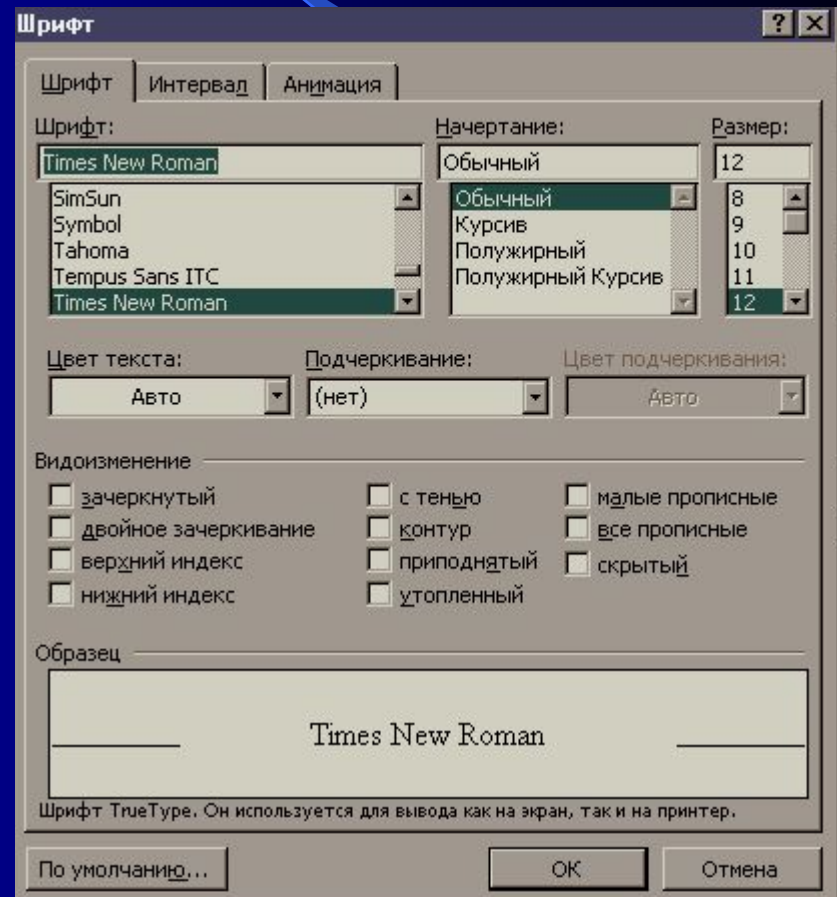 Шрифт
Шрифт Интервал Анимация
Шрифт: Начертание: Размер:
Times New Roman Обычный 12
SimSun Обычный 8
Symbol Курсив 9
Tahoma Полужирный 10
Tempus Sans ITC Полужирный Курсив 11
Times New Roman 12
Цвет текста: Подчеркивание: Цвет подчеркивания:
Авто (нет) Авто
Видоизменение
зачеркнутый с тенью малые прописные
двойное зачеркивание контур все прописные
верхний индекс приподнятый скрытый
нижний индекс утопленный
Образец
Times New Roman
Шрифт TrueType. Он используется для вывода как на экран, так и на принтер.
По умолчанию... ОК Отмена